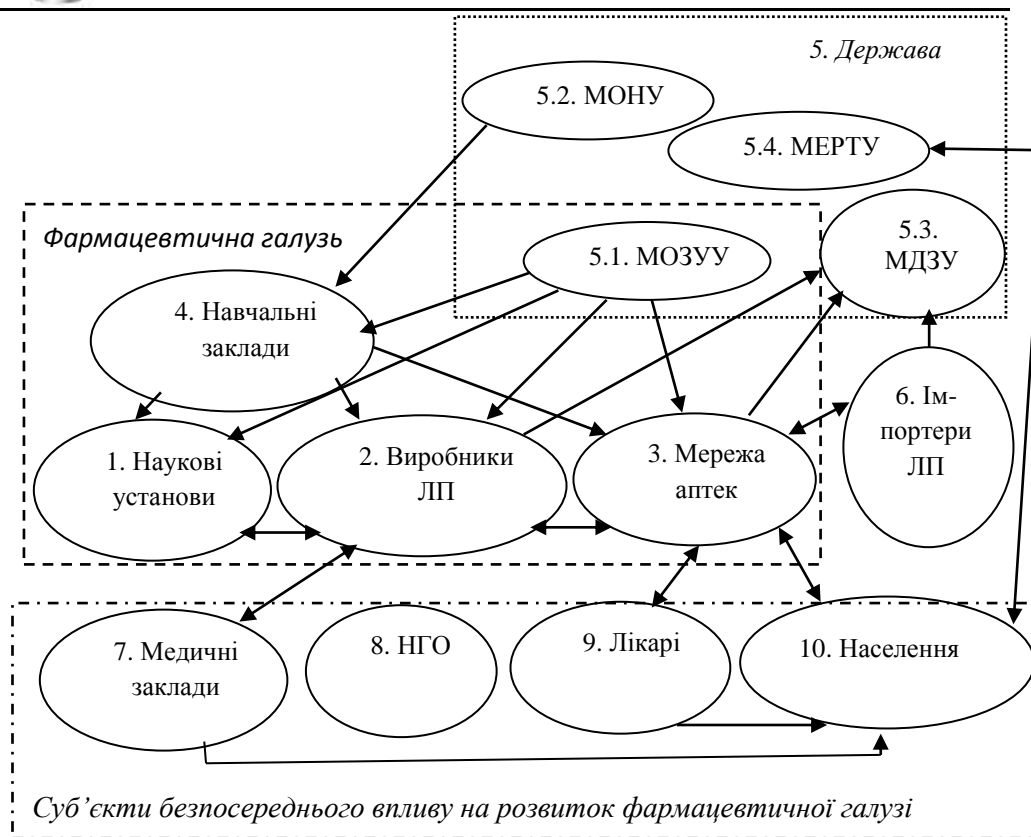 5. Держава
5.2. МОНУ
5.4. МЕРТУ
Фармацевтична галузь
5.1. МОЗУУ
5.3.
МДЗУ
4. Навчальні
заклади
6. Ім-
портери
ЛП
1. Наукові
установи
2. Виробники
ЛП
3. Мережа
аптек
7. Медичні
заклади
8. НГО
9. Лікарі
10. Населення
Суб’єкти безпосереднього впливу на розвиток фармацевтичної галузі